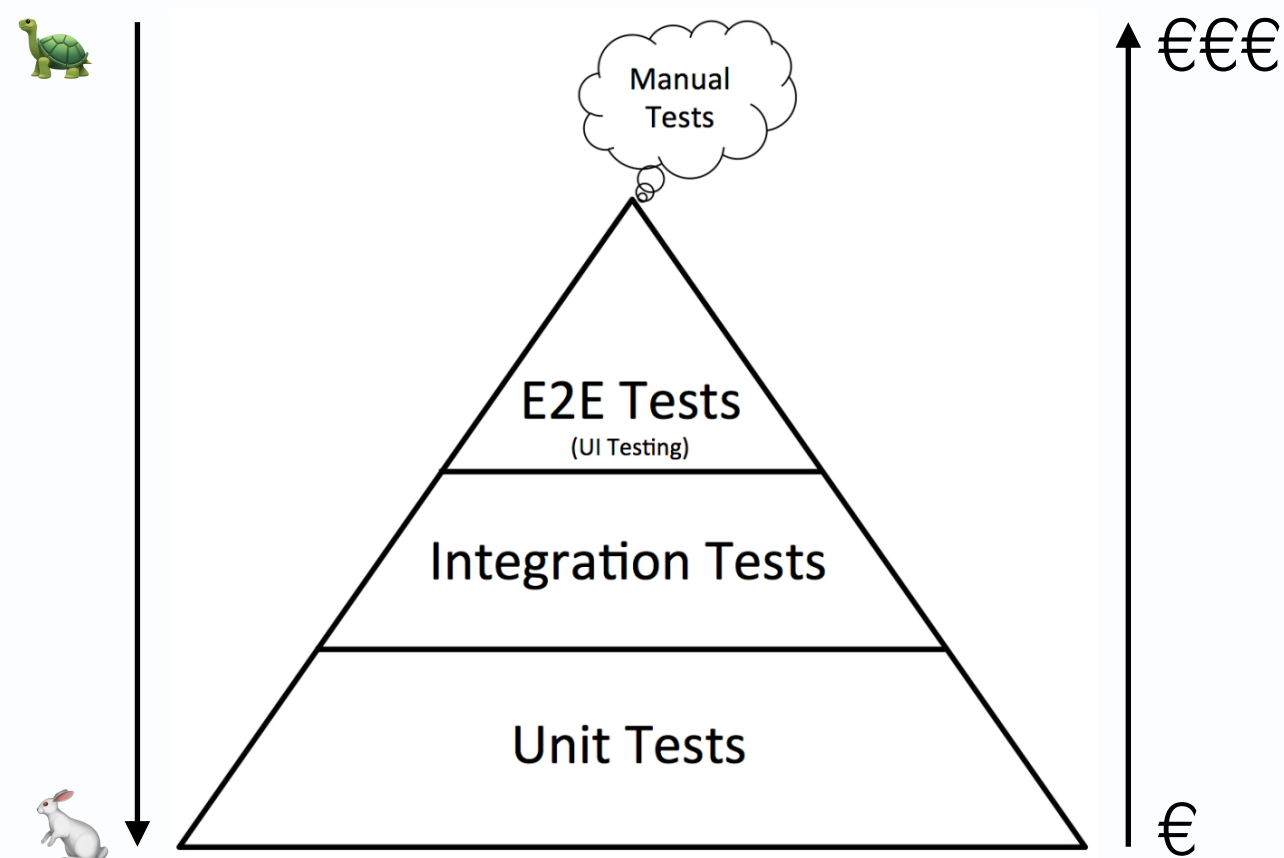 €€€
Manual
Tests
E2E Tests
(UI Testing)
Integration Tests
Unit Tests
€